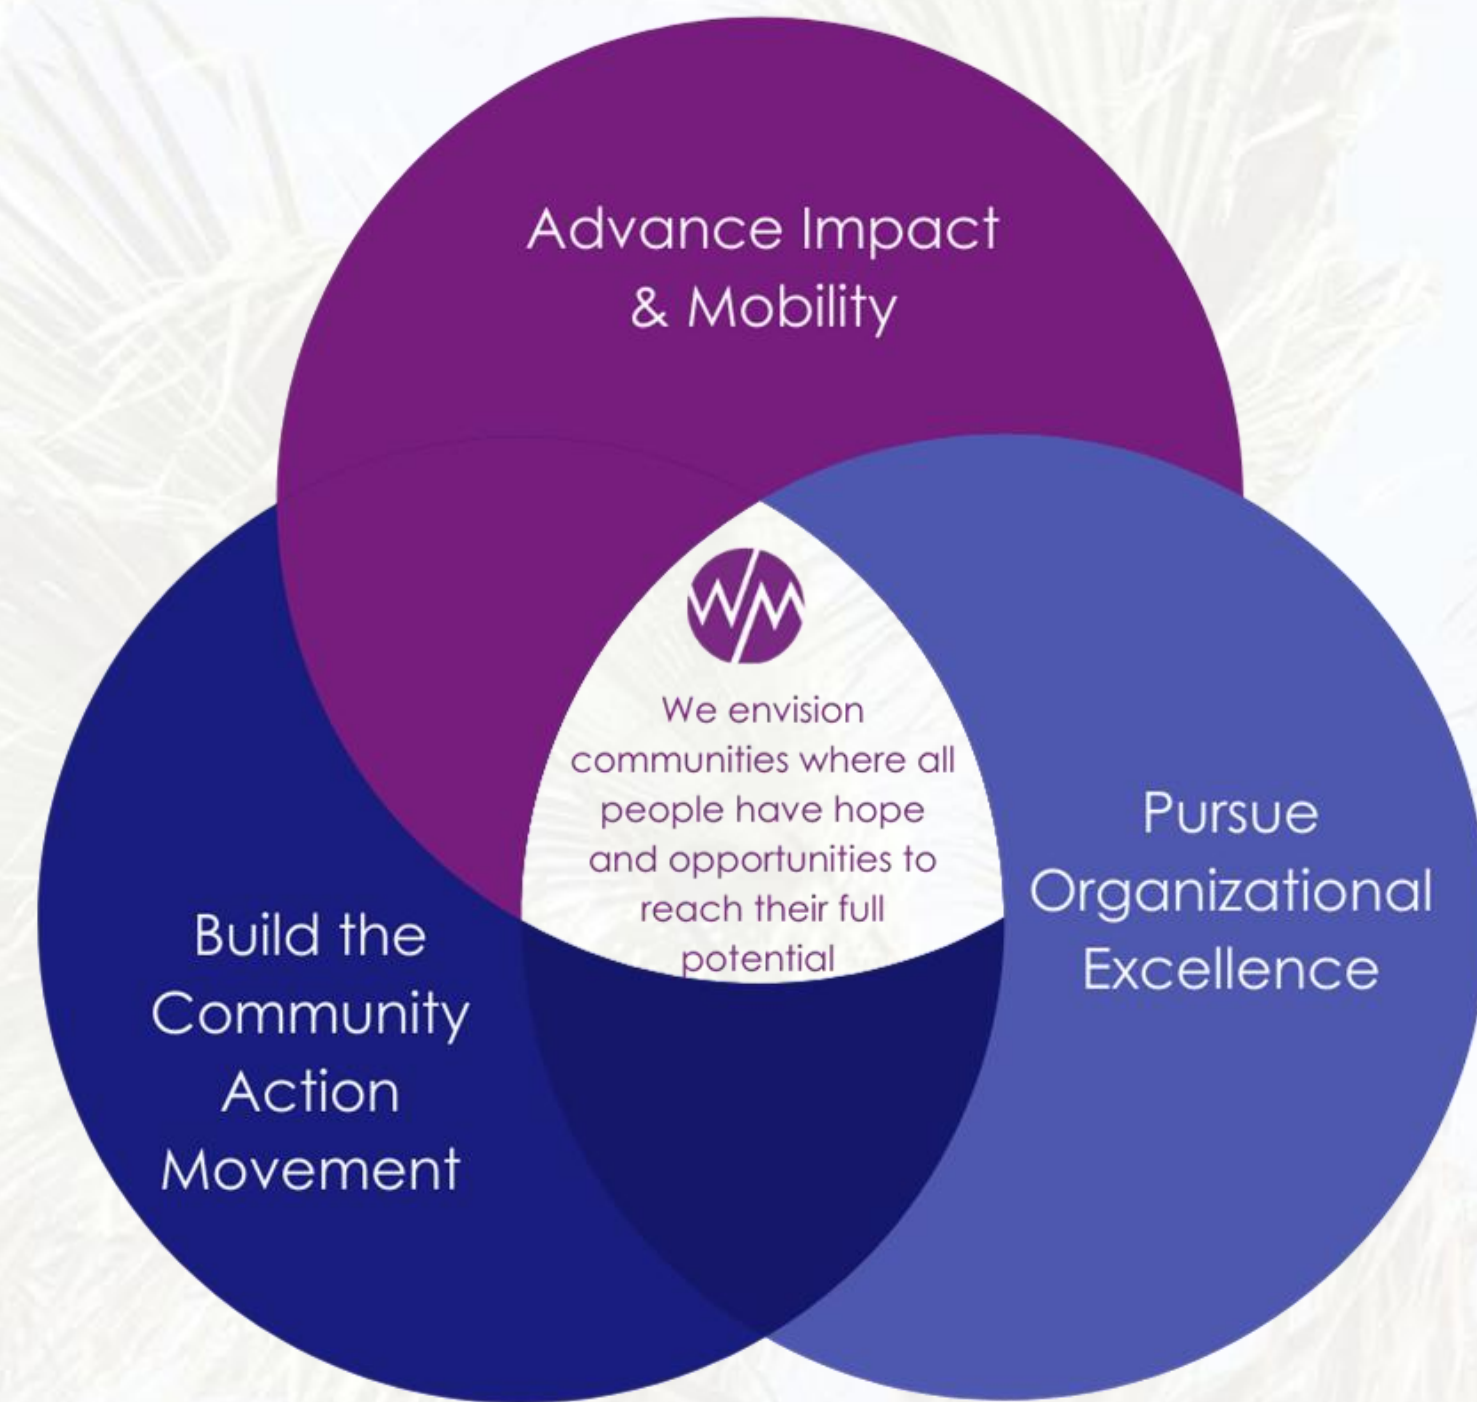 Advance Impact
& Mobility
WM
We envision
communities where all
people have hope
and opportunities to
reach their full
potential
Pursue
Organizational
Excellence
Build the
Community
Action
Movement